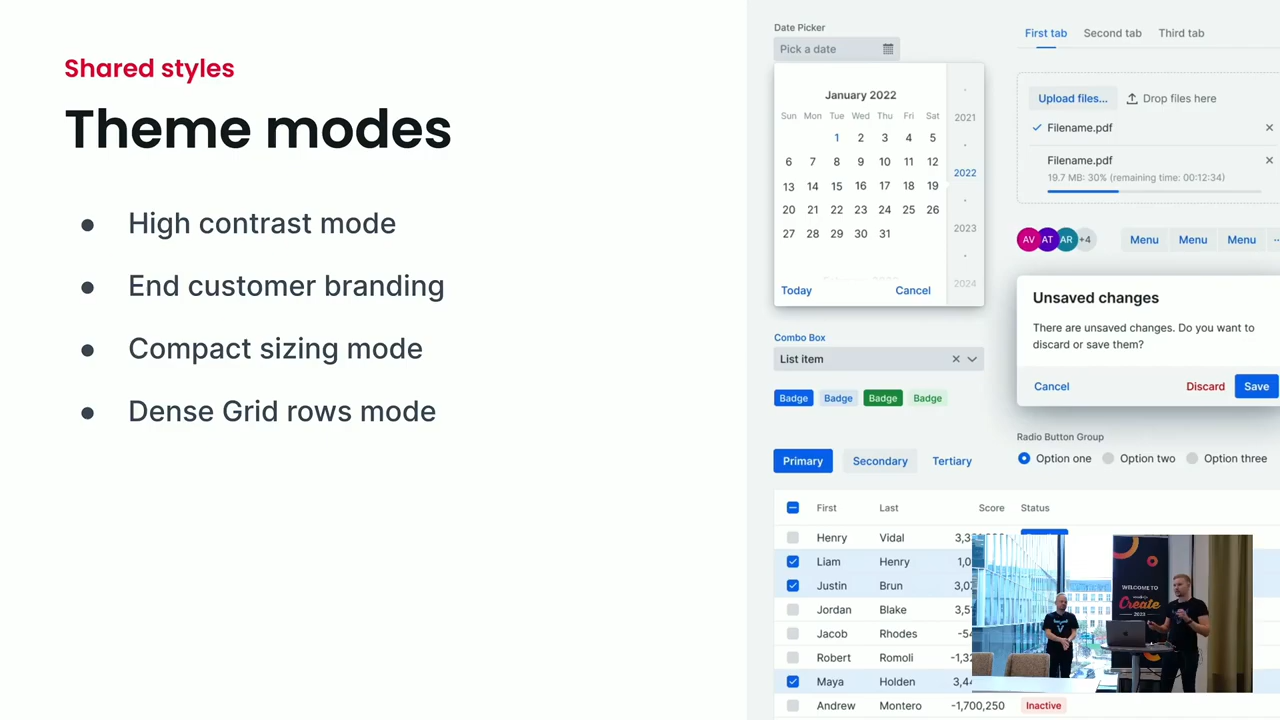 Shared styles
Theme modes
● High contrast mode
● End customer branding
● Compact sizing mode
● Dense Grid rows mode
Date Picker
Pick a date
January 2022
Sun Mon Tue Wed Thu Fri Sat
1 2 3 4 5
6 7 8 9 10 11 12
13 14 15 16 17 18 19
20 21 22 23 24 25 26
27 28 29 30 31
Today Cancel
2021
2022
2023
2024
Combo Box
List item
Badge Badge Badge Badge
Primary Secondary Tertiary
First tab Second tab Third tab
Upload files... Drop files here
Filename.pdf
Filename.pdf
19.7 MB: 30% (remaining time: 00:12:34)
AV AT AR +4
Menu Menu Menu ...
Unsaved changes
There are unsaved changes. Do you want to
discard or save them?
Cancel Discard Save
Radio Button Group
Option one Option two Option three
First Last Score Status
Henry Vidal
Liam Henry
Justin Brun
Jordan Blake
Jacob Rhodes
Robert Romoli
Maya Holden
Andrew Montero -1,700,250 Inactive
WELCOME TO
Create